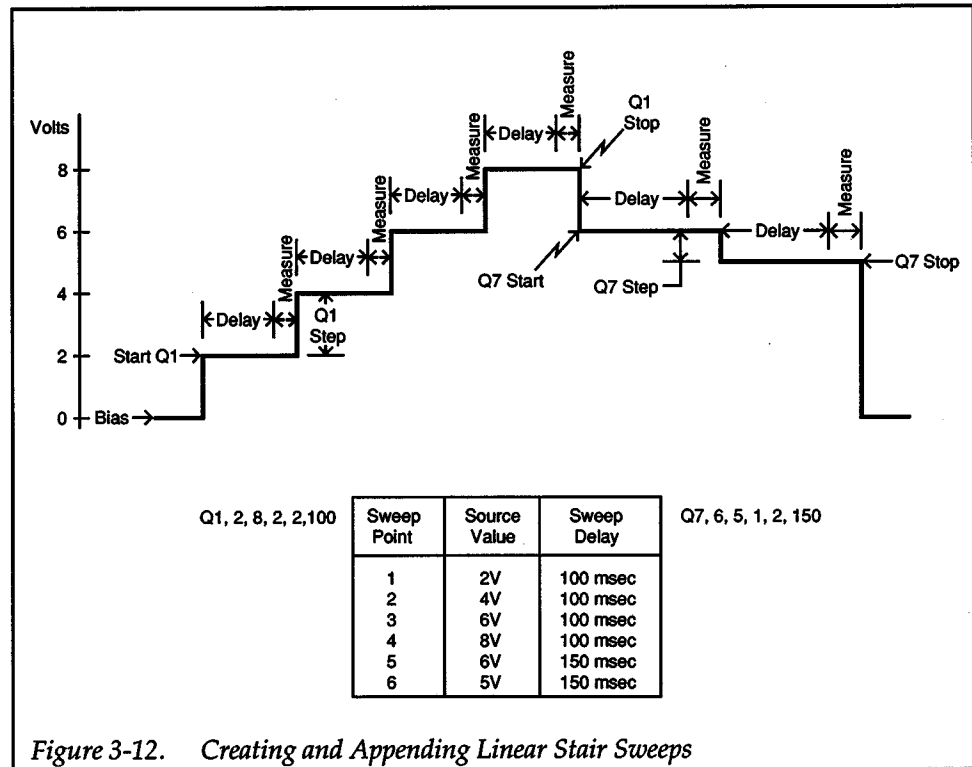 Volts
8
6
4
2
0
Bias
Start Q1
Delay
Measure
Q1
Step
Delay
Measure
Delay
Measure
Delay
Measure
Q1
Stop
Delay
Measure
Q7 Start
Q7 Step
Delay
Measure
Q7 Stop
Q1, 2, 8, 2, 2,100
Q7, 6, 5, 1, 2, 150
Sweep Point Source Value Sweep Delay
1 2V 100 msec
2 4V 100 msec
3 6V 100 msec
4 8V 100 msec
5 6V 150 msec
6 5V 150 msec
Figure 3-12. Creating and Appending Linear Stair Sweeps